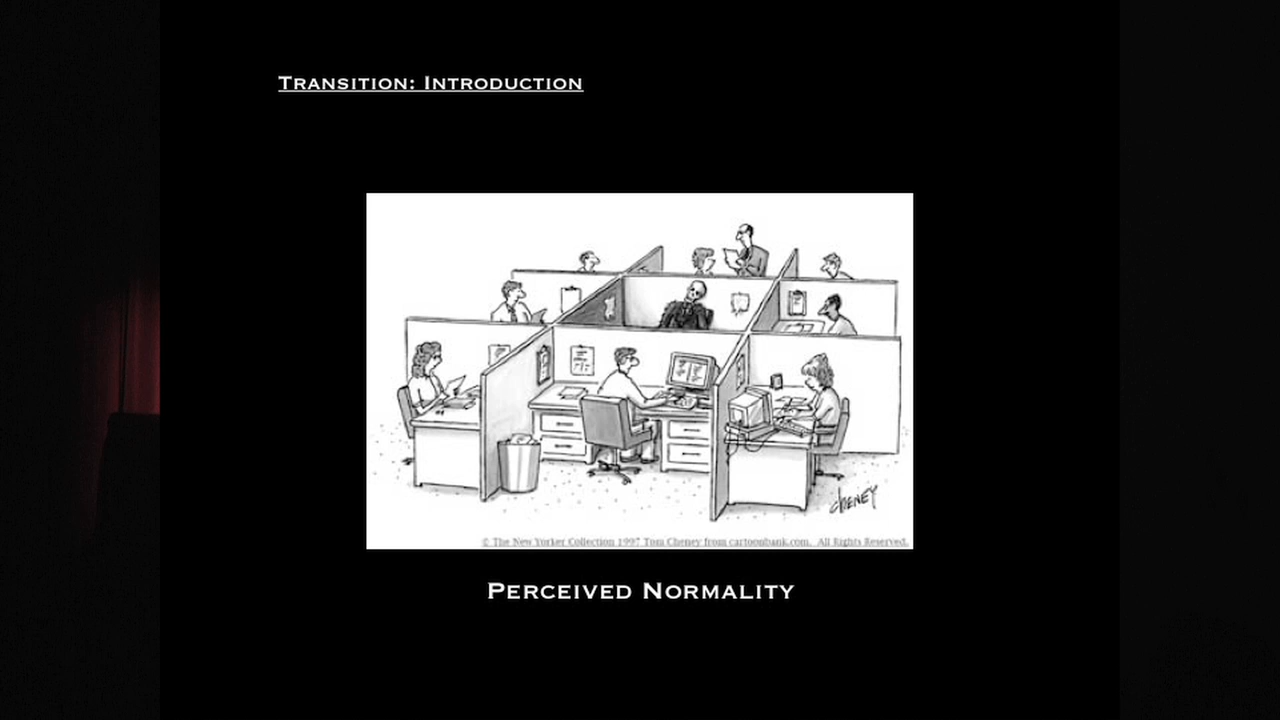 Transition: Introduction
Cheney
© The New Yorker Collection 1997 Tom Cheney from cartoonbank.com. All Rights Reserved.
Perceived Normality